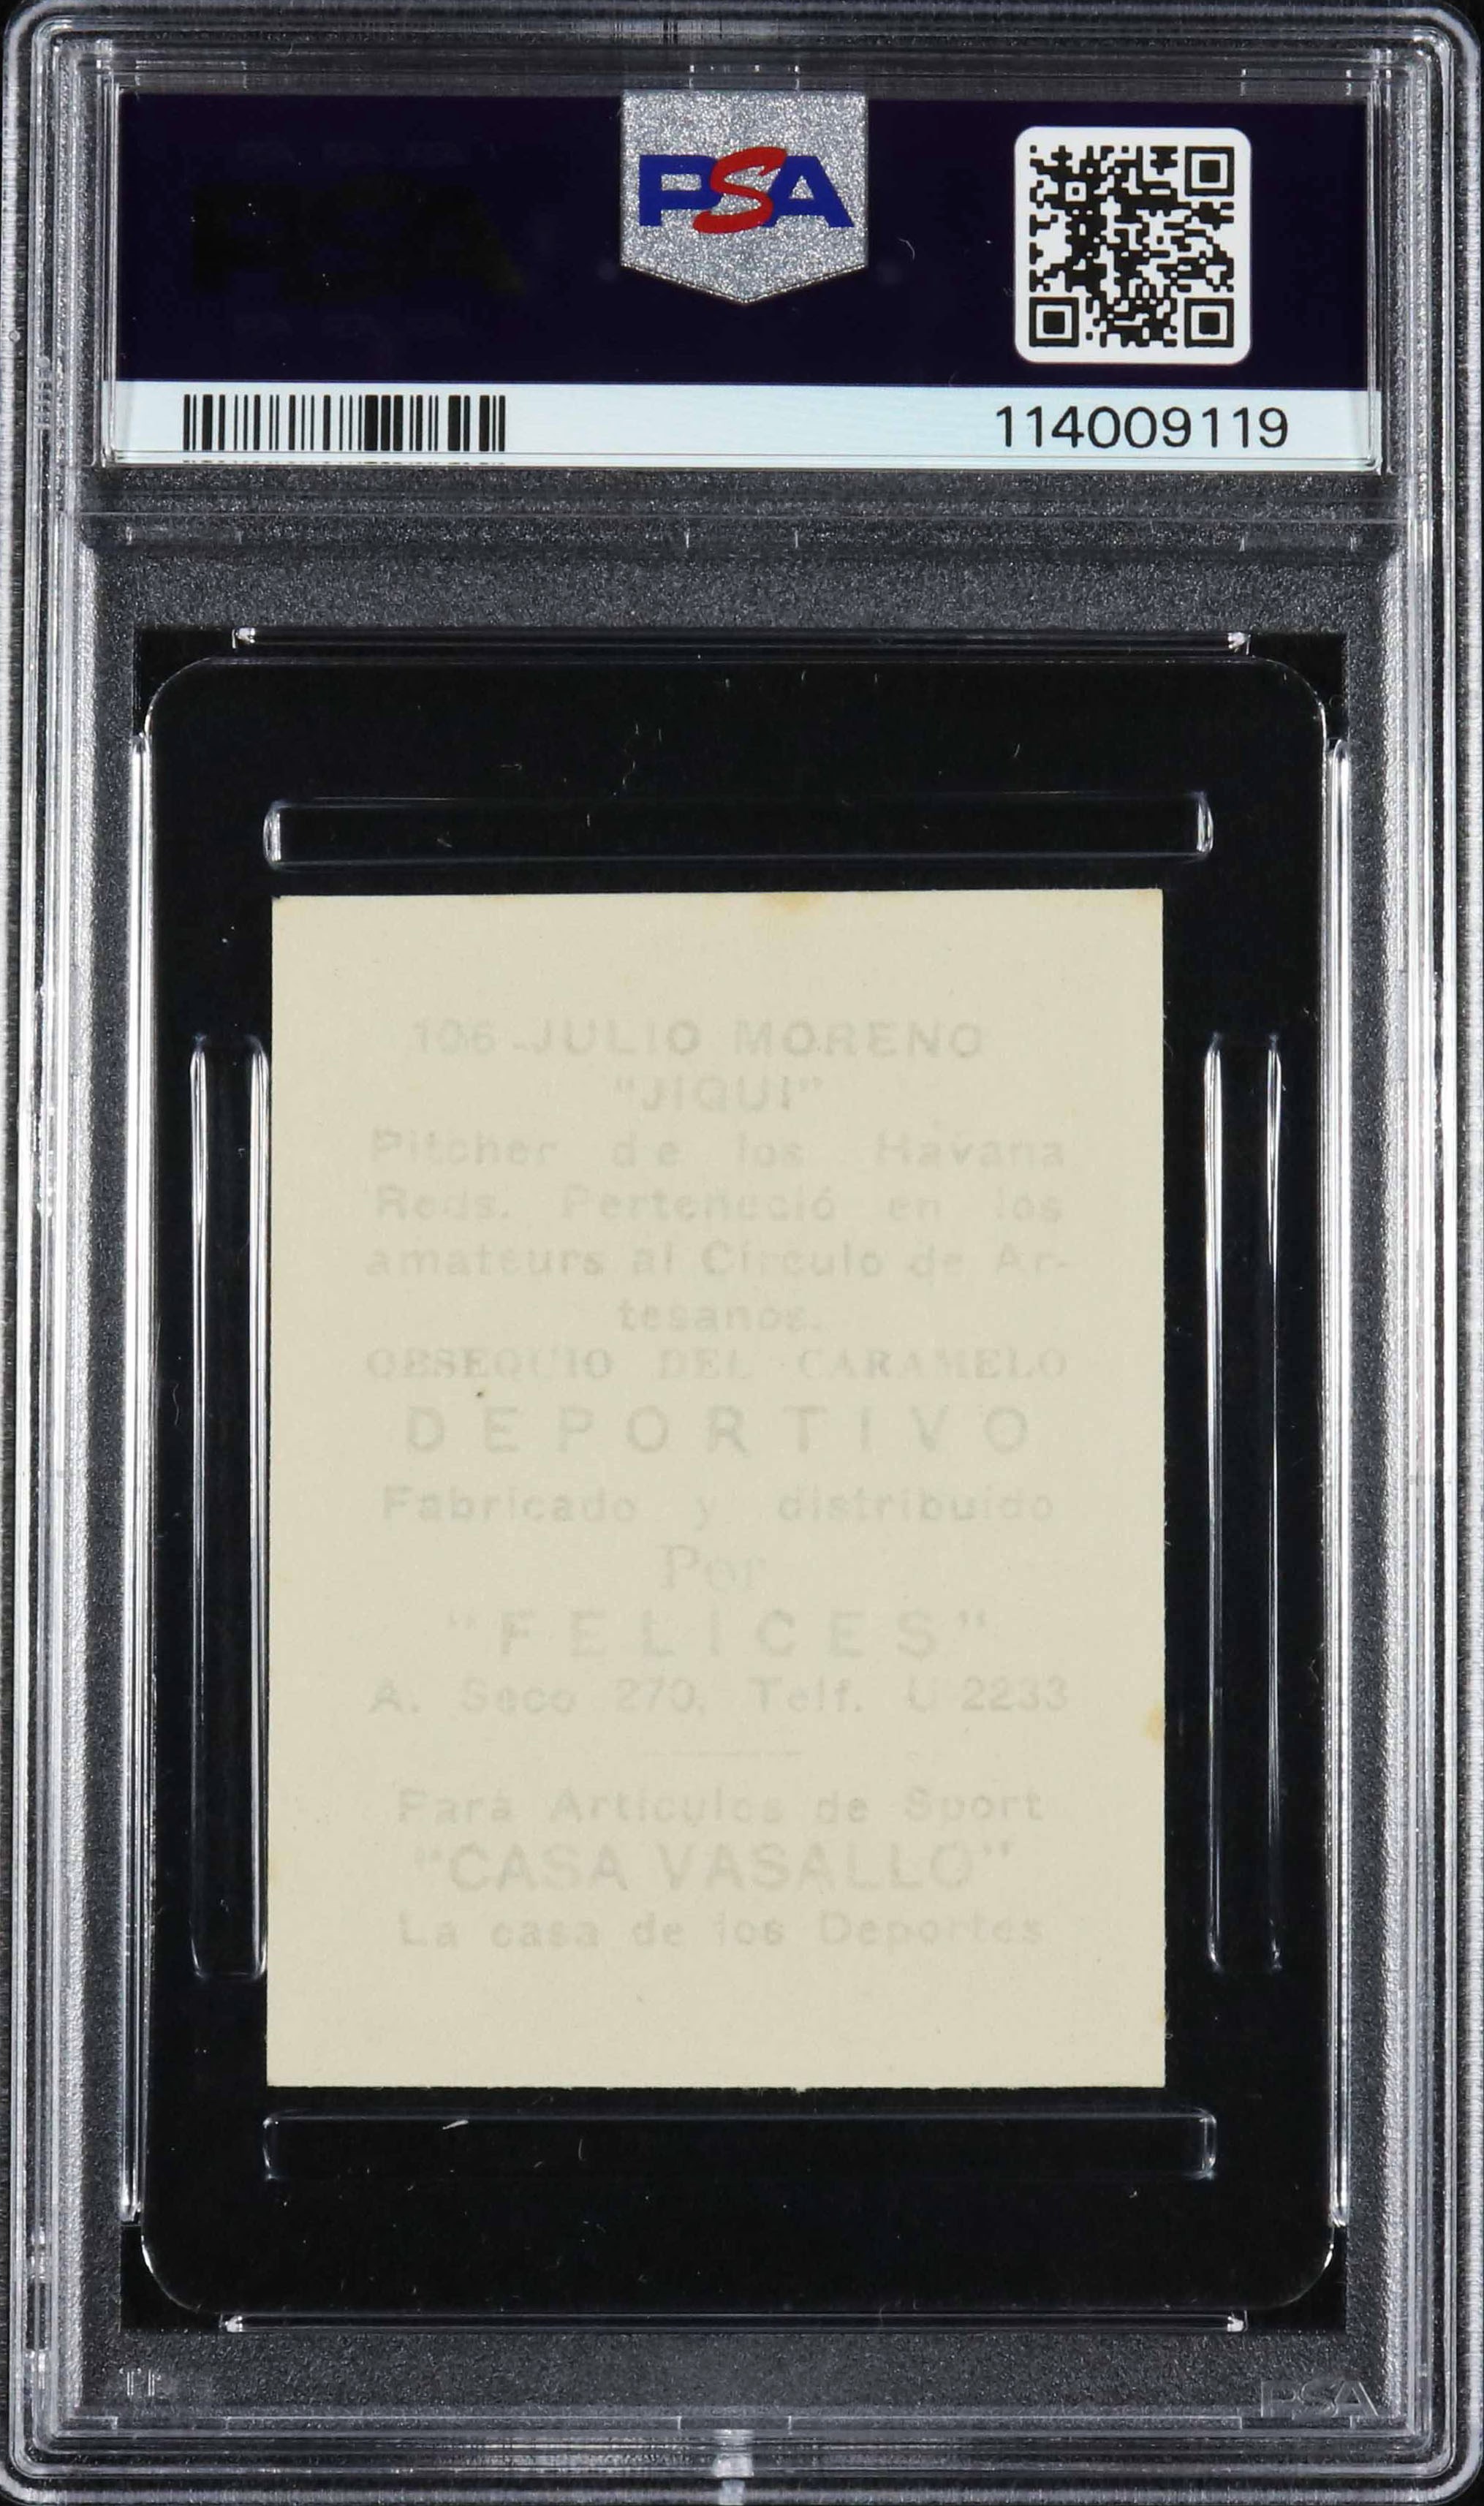 PSA
114009119
106-JULIO MORENO
"JIQUI"
Pitcher de los Havana
Reds. Perteneció en los
amateurs al Circulo de Ar-
tesanos.
OBSEQUIO DEL CARAMELO
DEPORTIVO
Fabricado y distribuído
Por
"FELICES"
A. Seco 270. Telf. U 2233
Para Articulos de Sport
"CASA VASALLO"
La casa de los Deportes
PSA